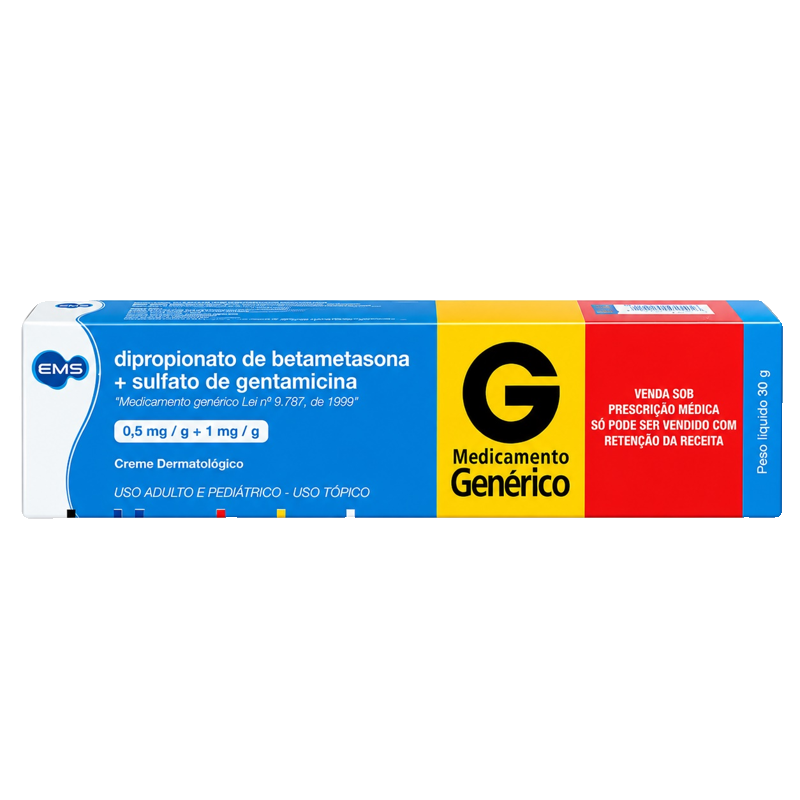 EMS
EMS
dipropionato de betametasona
+ sulfato de gentamicina
"Medicamento genérico Lei nº 9.787, de 1999"
0,5 mg / g + 1 mg / g
Creme Dermatológico
USO ADULTO E PEDIÁTRICO - USO TÓPICO
G
Medicamento
Genérico
VENDA SOB
PRESCRIÇÃO MÉDICA
SÓ PODE SER VENDIDO COM
RETENÇÃO DA RECEITA
Peso líquido 30 g